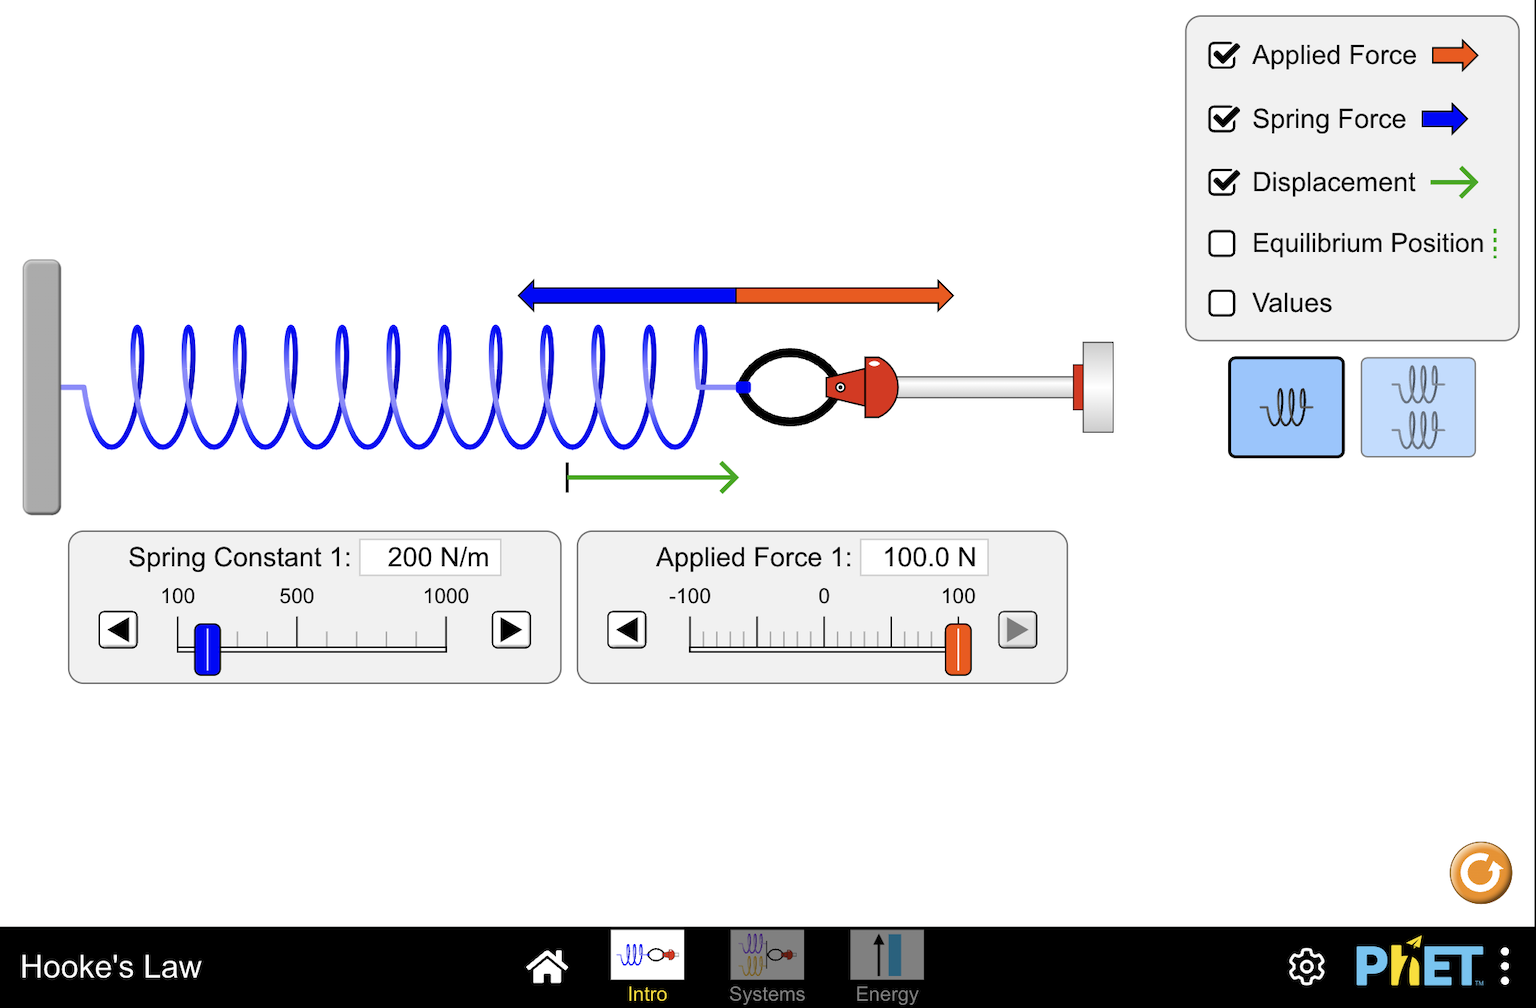 Applied Force
Spring Force
Displacement
Equilibrium Position
Values
Spring Constant 1: 200 N/m
100 500 1000
Applied Force 1: 100.0 N
-100 0 100
Hooke's Law
Intro
Systems
Energy
PhET